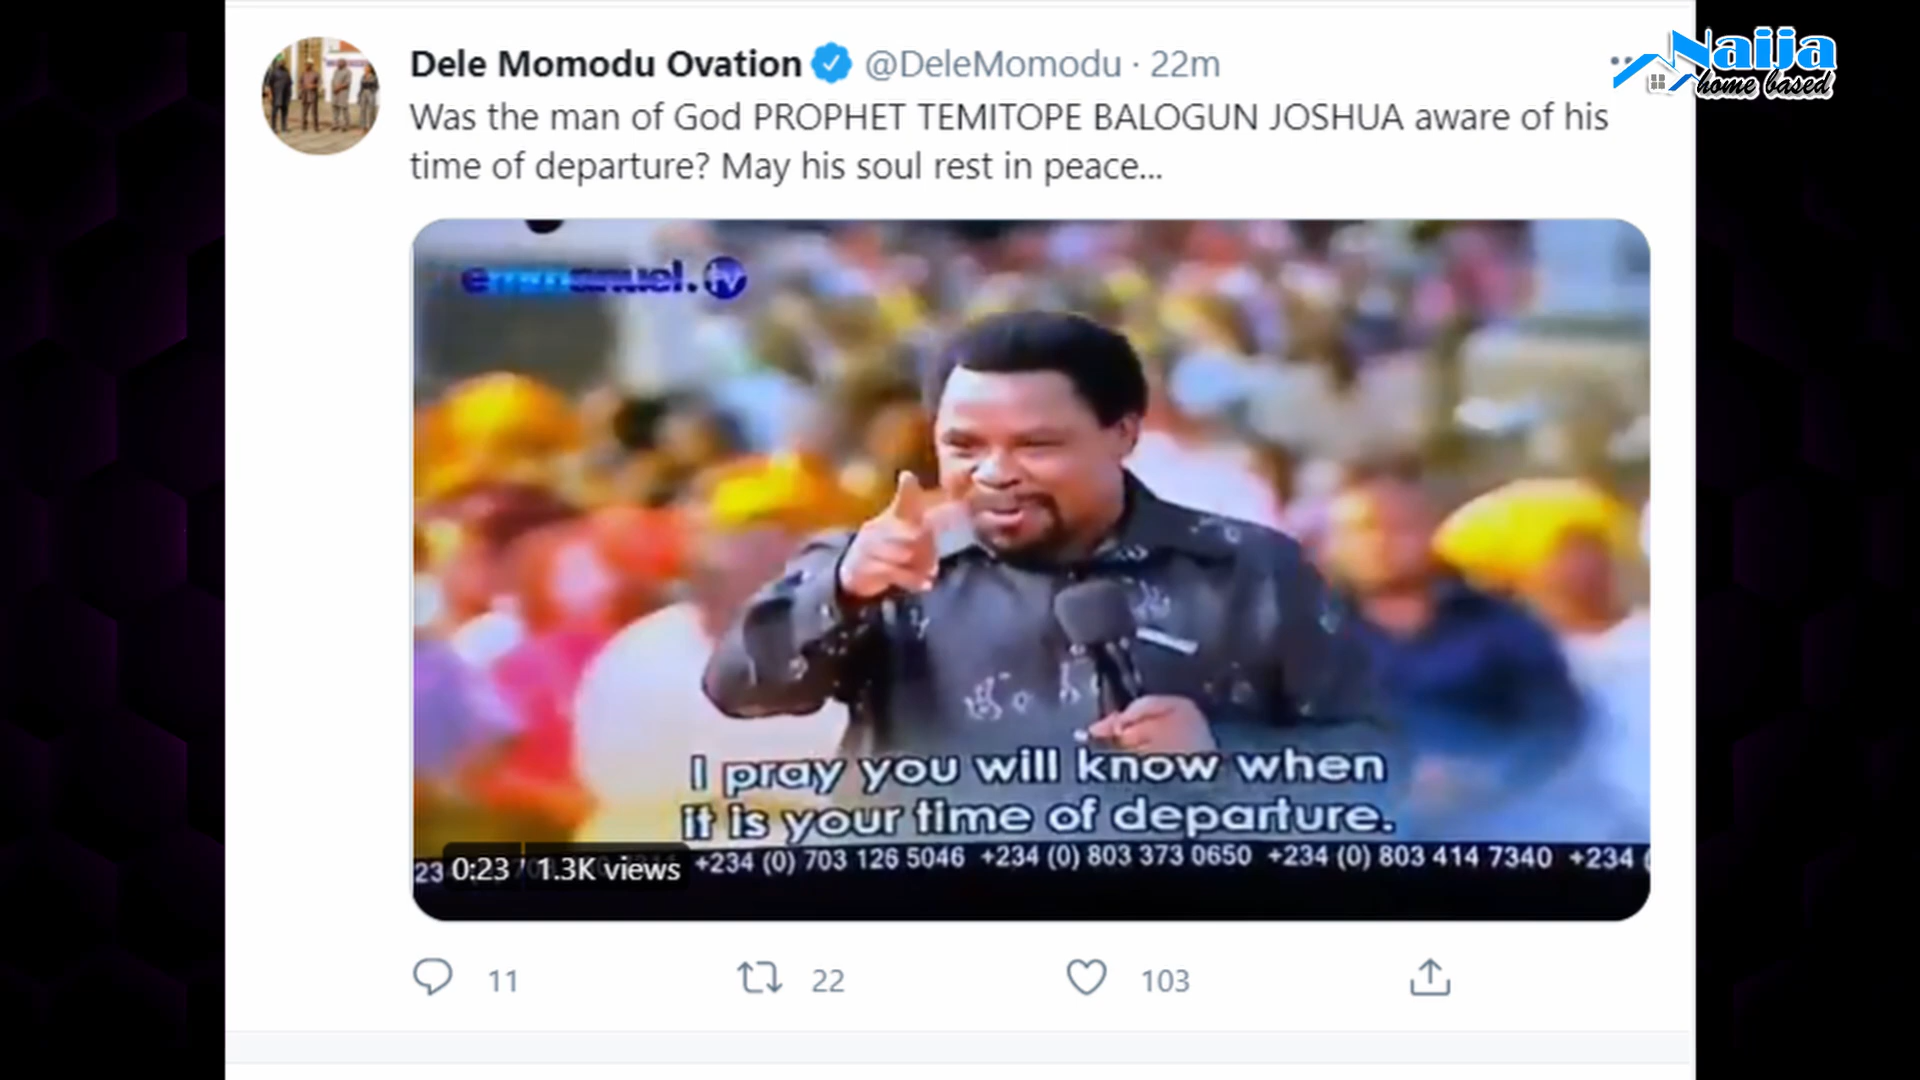 Dele Momodu Ovation @DeleMomodu · 22m
Naija
home based
Was the man of God PROPHET TEMITOPE BALOGUN JOSHUA aware of his
time of departure? May his soul rest in peace...
emmanuel.tv
I pray you will know when
it is your time of departure.
0:23 1.3K views +234 (0) 703 126 5046 +234 (0) 803 373 0650 +234 (0) 803 414 7340 +234 (
11 22 103